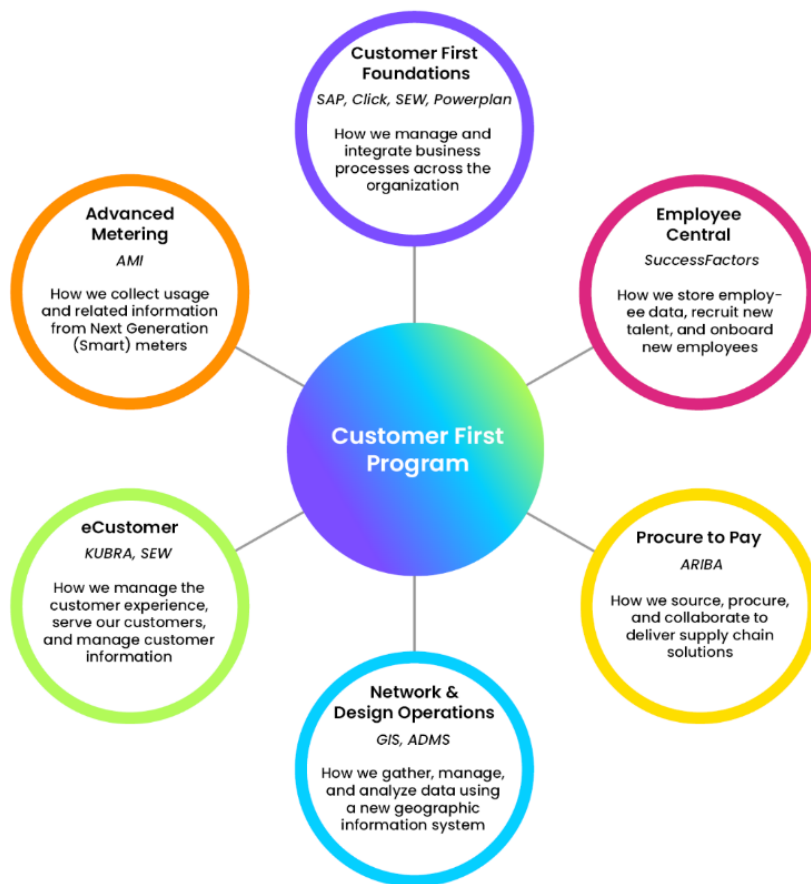 Customer First
Foundations
SAP, Click, SEW, Powerplan
How we manage and
integrate business
processes across the
organization
Advanced
Metering
AMI
How we collect usage
and related information
from Next Generation
(Smart) meters
Employee
Central
SuccessFactors
How we store employ-
ee data, recruit new
talent, and onboard
new employees
Customer First
Program
eCustomer
KUBRA, SEW
How we manage the
customer experience,
serve our customers,
and manage customer
information
Procure to Pay
ARIBA
How we source, procure,
and collaborate to
deliver supply chain
solutions
Network &
Design Operations
GIS, ADMS
How we gather, manage,
and analyze data using
a new geographic
information system